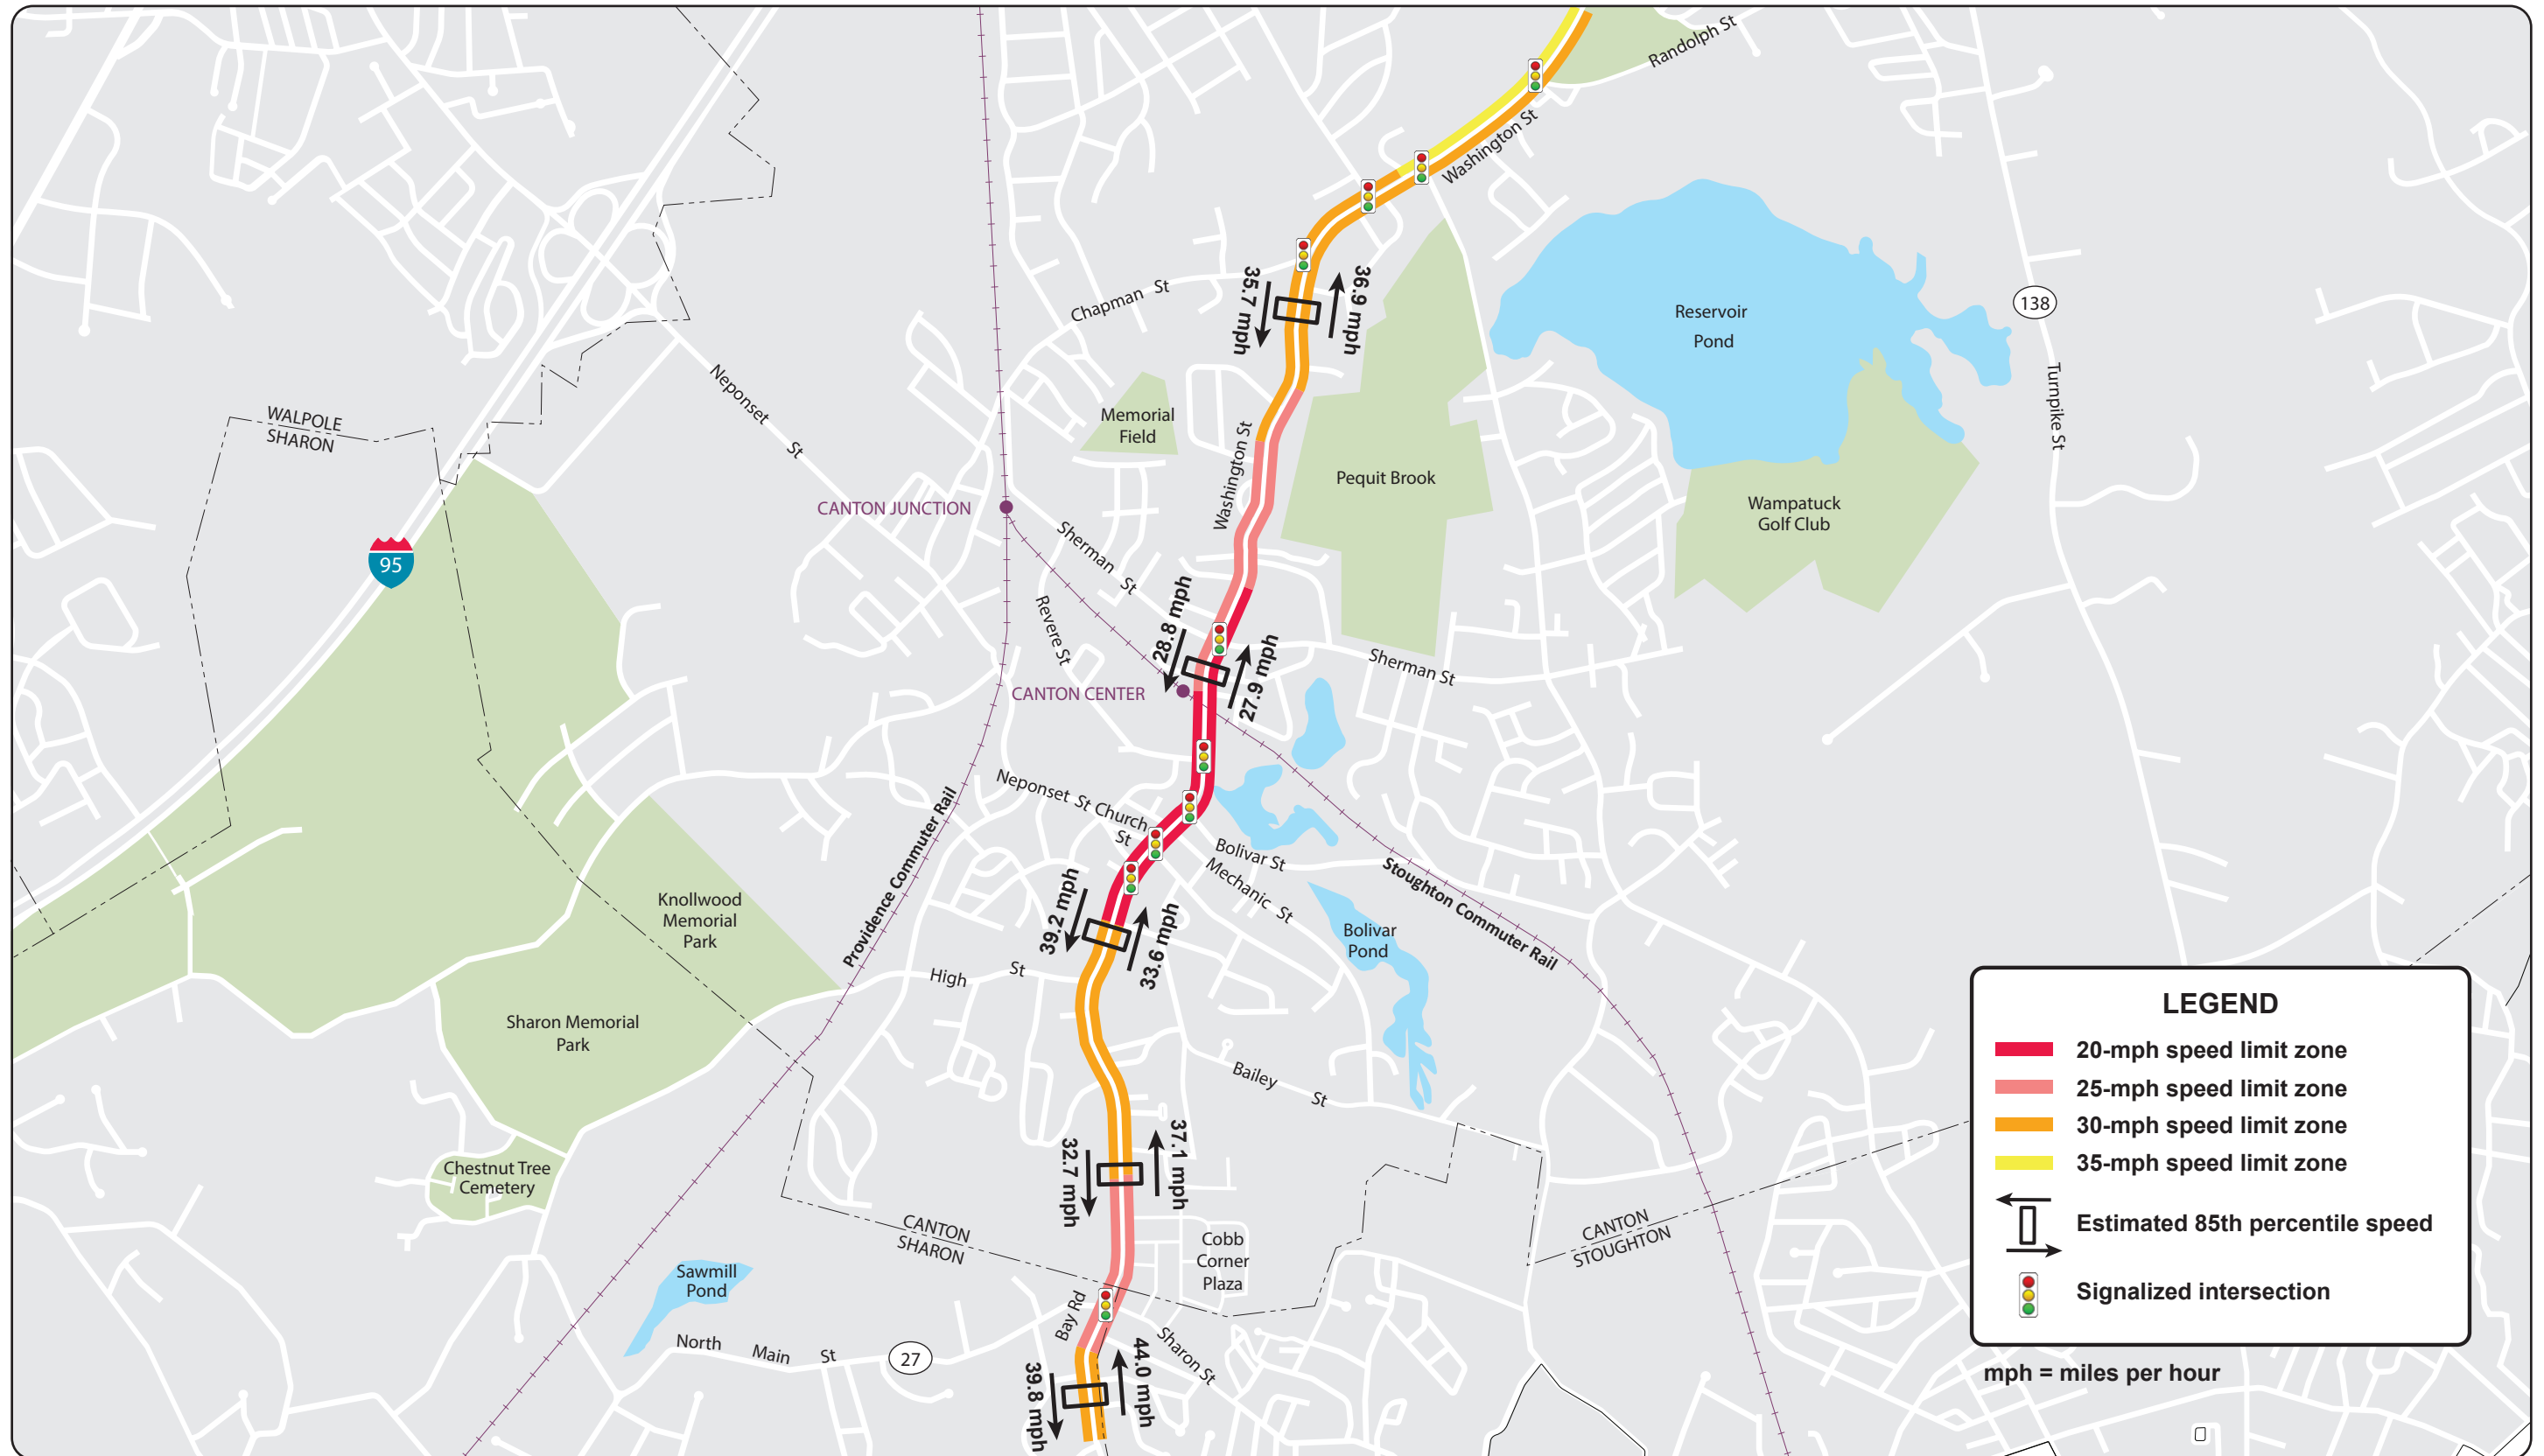 Randolph St
Washington St
Chapman St
35.7 mph
36.9 mph
Reservoir
Pond
138
Turnpike St
Neponset St
WALPOLE
SHARON
Memorial
Field
Washington St
Pequit Brook
CANTON JUNCTION
Wampatuck
Golf Club
95
Sherman St
Revere St
28.8 mph
27.9 mph
Sherman St
CANTON CENTER
Neponset St
Church
St
Bolivar St
Mechanic St
Providence Commuter Rail
Stoughton Commuter Rail
Knollwood
Memorial
Park
39.2 mph
33.6 mph
Bolivar
Pond
High St
Sharon Memorial
Park
Bailey St
37.1 mph
32.7 mph
Chestnut Tree
Cemetery
CANTON
SHARON
Cobb
Corner
Plaza
CANTON
STOUGHTON
Sawmill
Pond
Bay Rd
North Main St
27
Sharon St
44.0 mph
39.8 mph
LEGEND
20-mph speed limit zone
25-mph speed limit zone
30-mph speed limit zone
35-mph speed limit zone
Estimated 85th percentile speed
Signalized intersection
mph = miles per hour